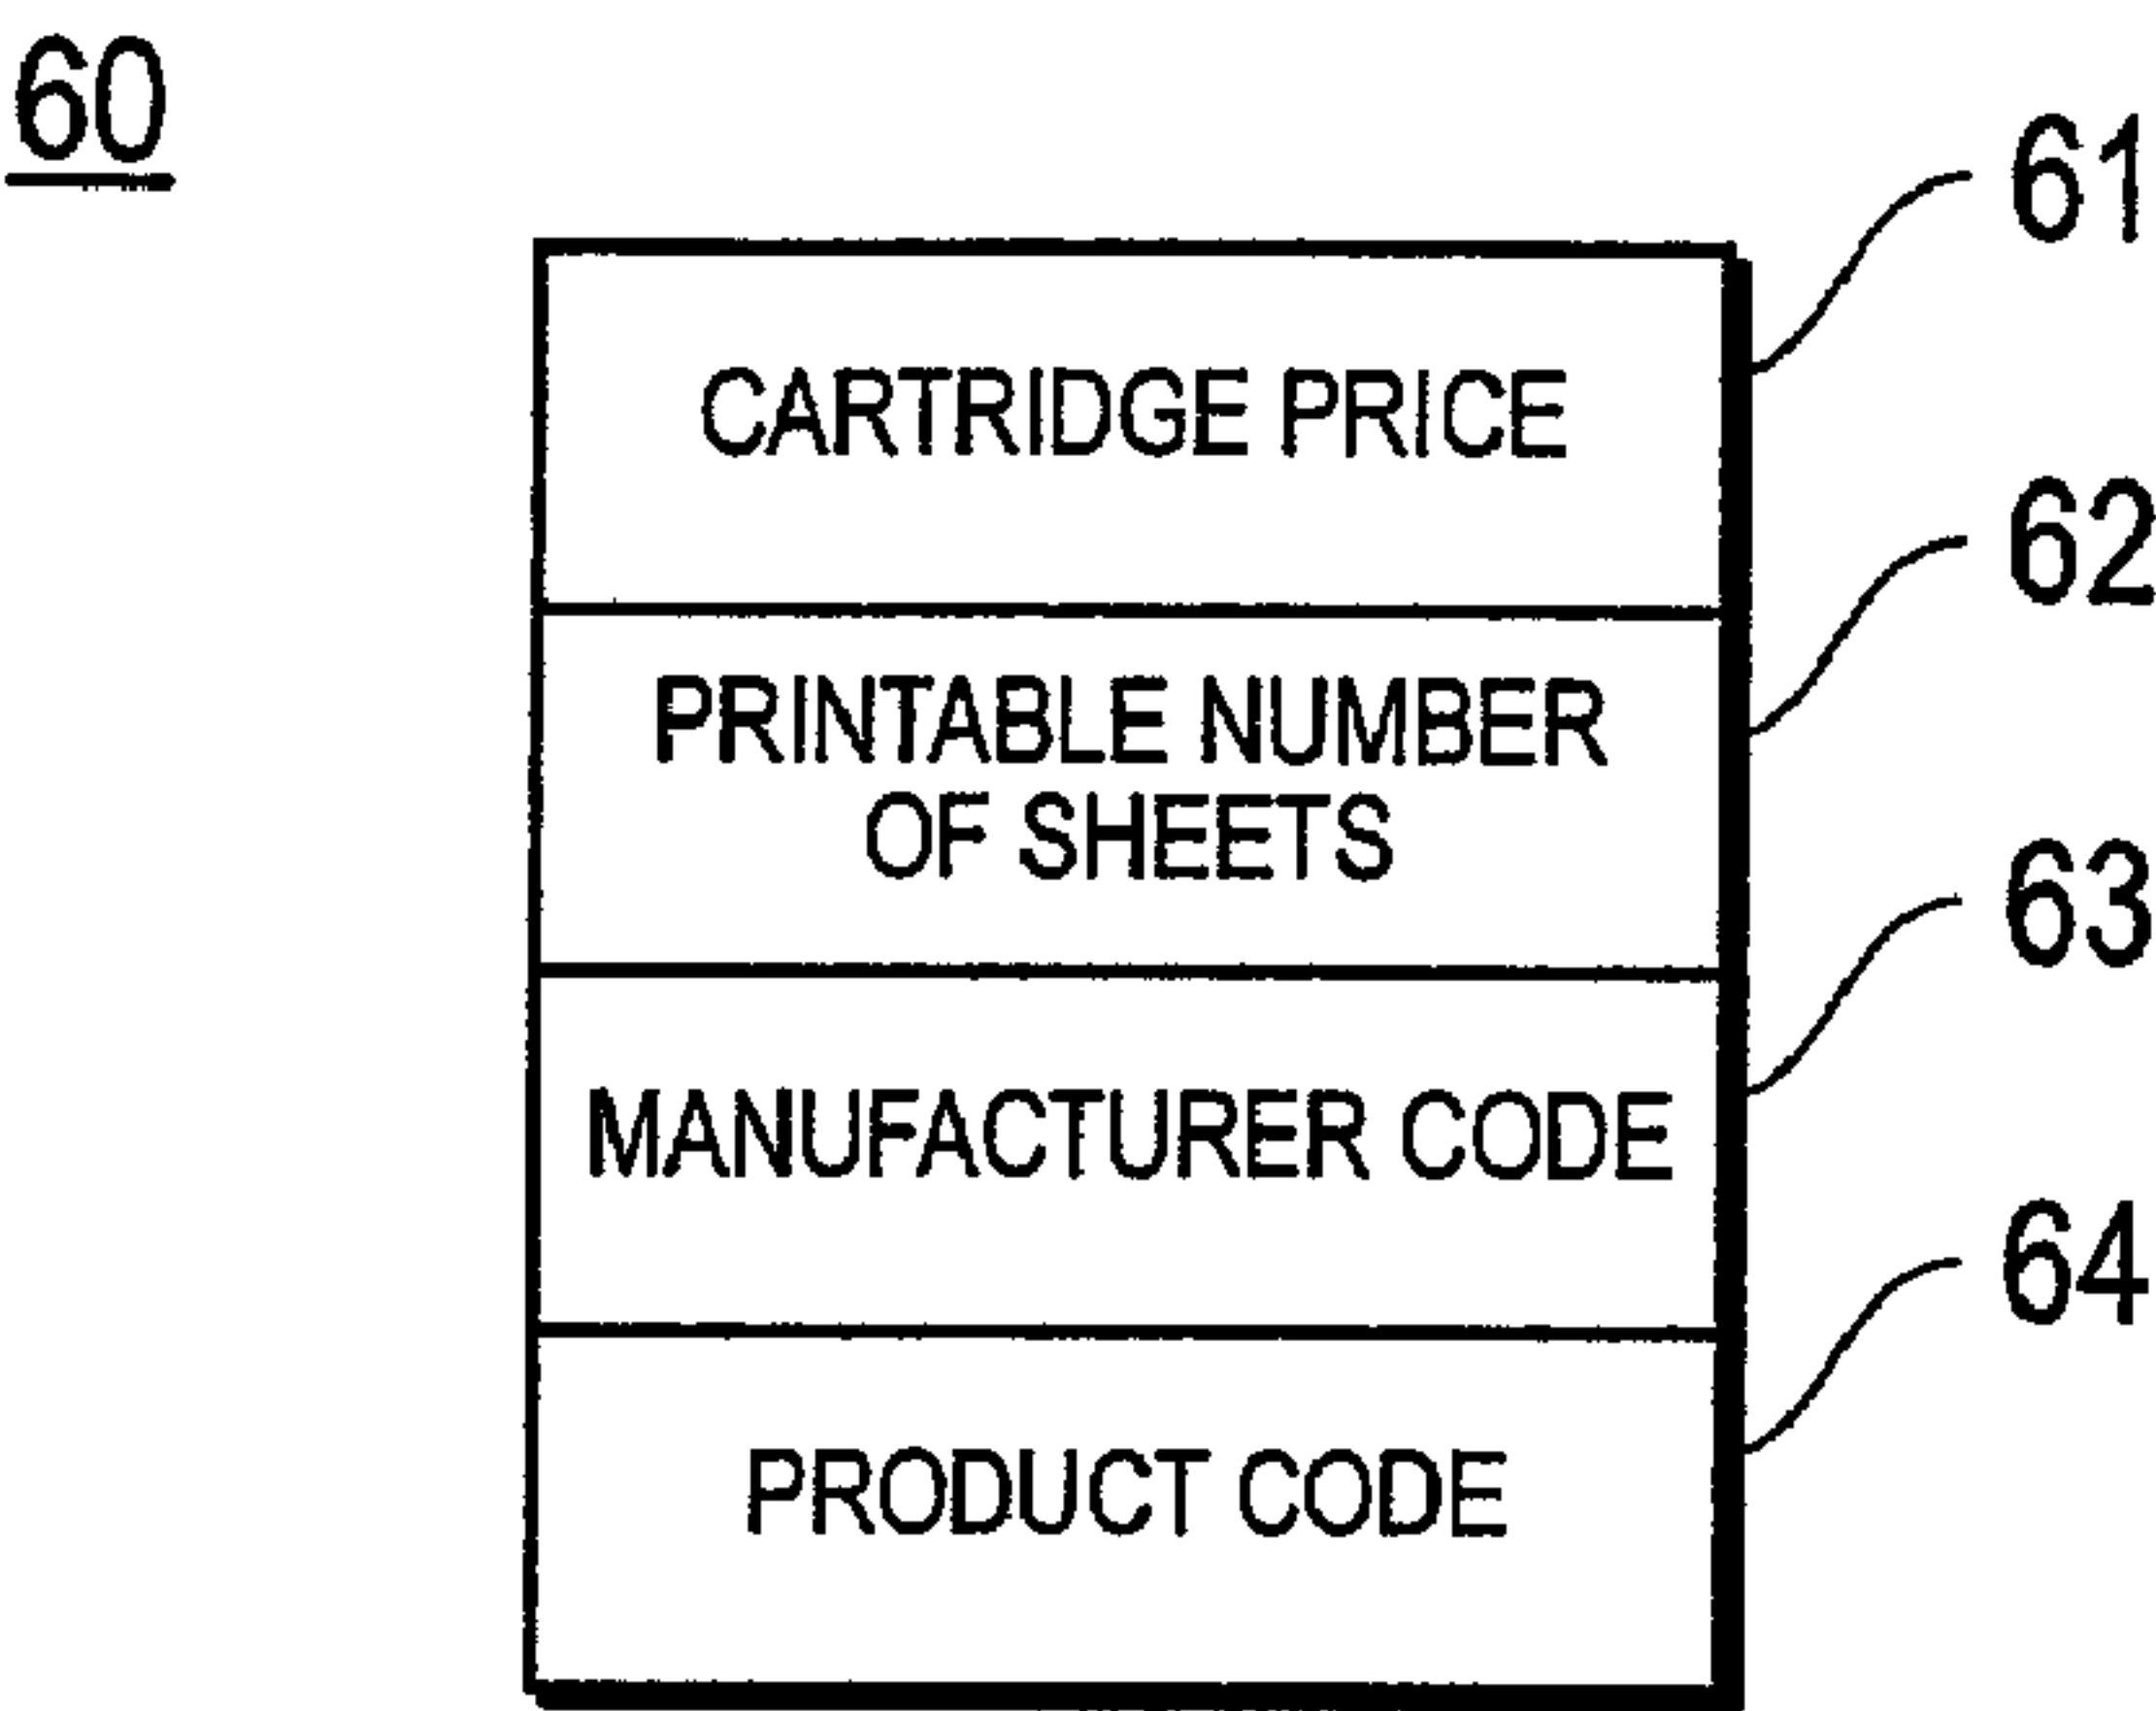 60
61
CARTRIDGE PRICE
62
PRINTABLE NUMBER
OF SHEETS
63
MANUFACTURER CODE
64
PRODUCT CODE